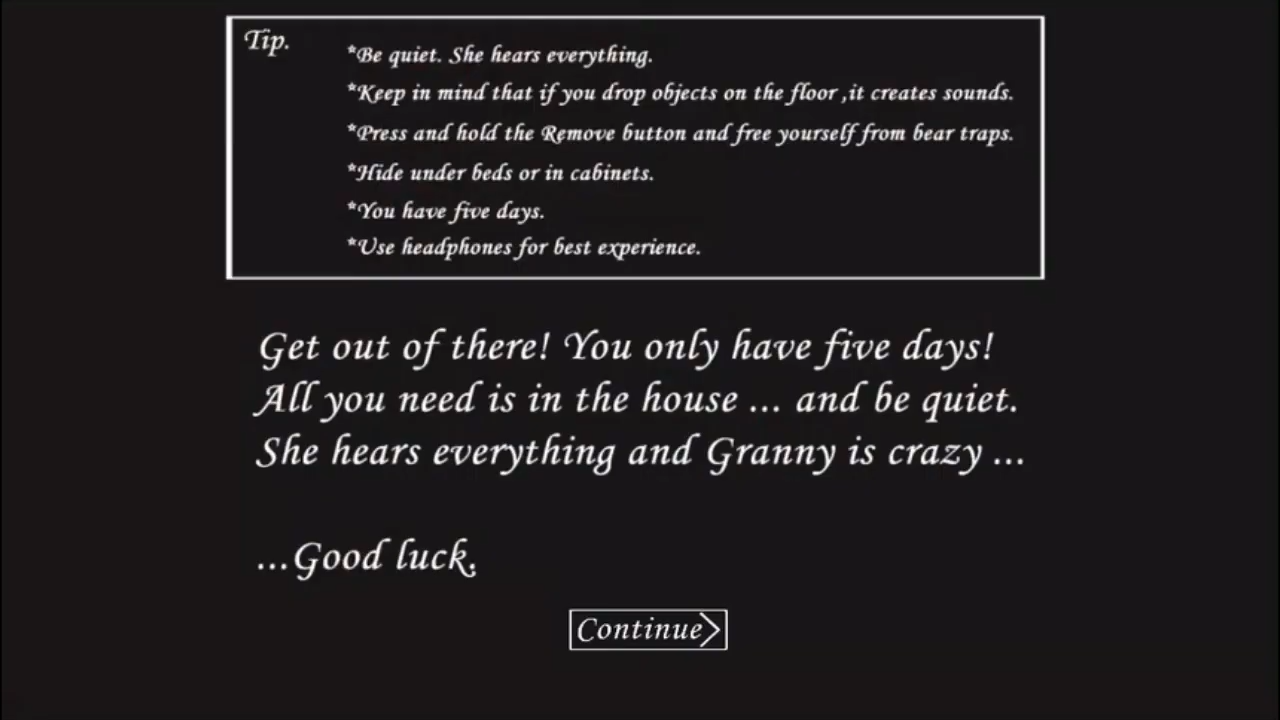 Tip.
*Be quiet. She hears everything.
*Keep in mind that if you drop objects on the floor ,it creates sounds.
*Press and hold the Remove button and free yourself from bear traps.
*Hide under beds or in cabinets.
*You have five days.
*Use headphones for best experience.
Get out of there! You only have five days!
All you need is in the house ... and be quiet.
She hears everything and Granny is crazy ...
...Good luck.
Continue>